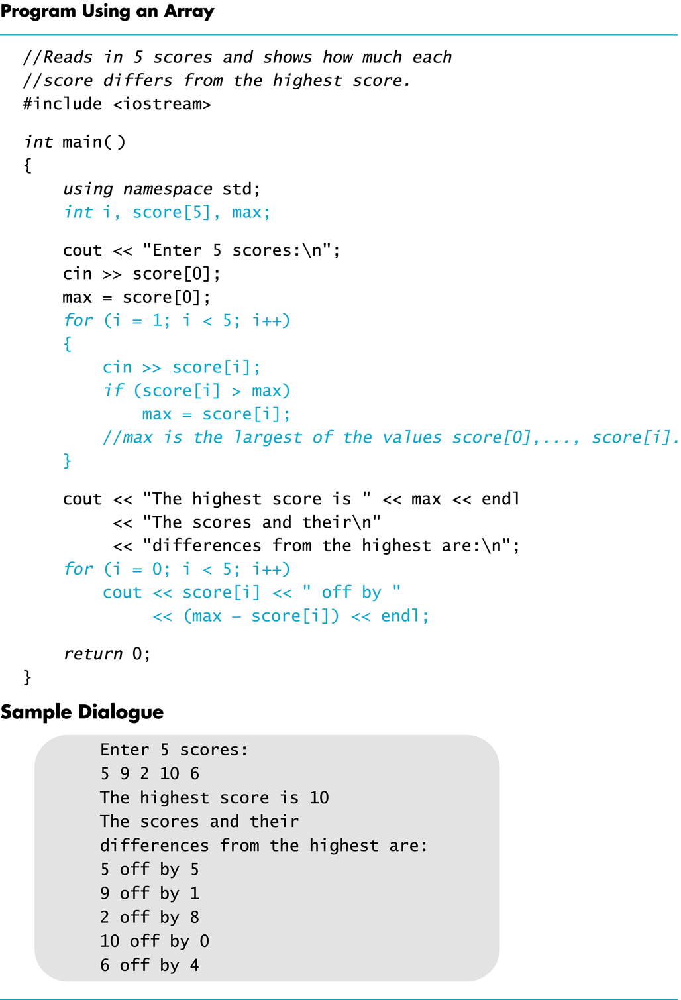 Program Using an Array
//Reads in 5 scores and shows how much each
//score differs from the highest score.
#include <iostream>
int main( )
{
    using namespace std;
    int i, score[5], max;
    cout << "Enter 5 scores:\n";
    cin >> score[0];
    max = score[0];
    for (i = 1; i < 5; i++)
    {
        cin >> score[i];
        if (score[i] > max)
            max = score[i];
        //max is the largest of the values score[0],..., score[i].
    }
    cout << "The highest score is " << max << endl
         << "The scores and their\n"
         << "differences from the highest are:\n";
    for (i = 0; i < 5; i++)
        cout << score[i] << " off by "
             << (max – score[i]) << endl;
    return 0;
}
Sample Dialogue
Enter 5 scores:
5 9 2 10 6
The highest score is 10
The scores and their
differences from the highest are:
5 off by 5
9 off by 1
2 off by 8
10 off by 0
6 off by 4